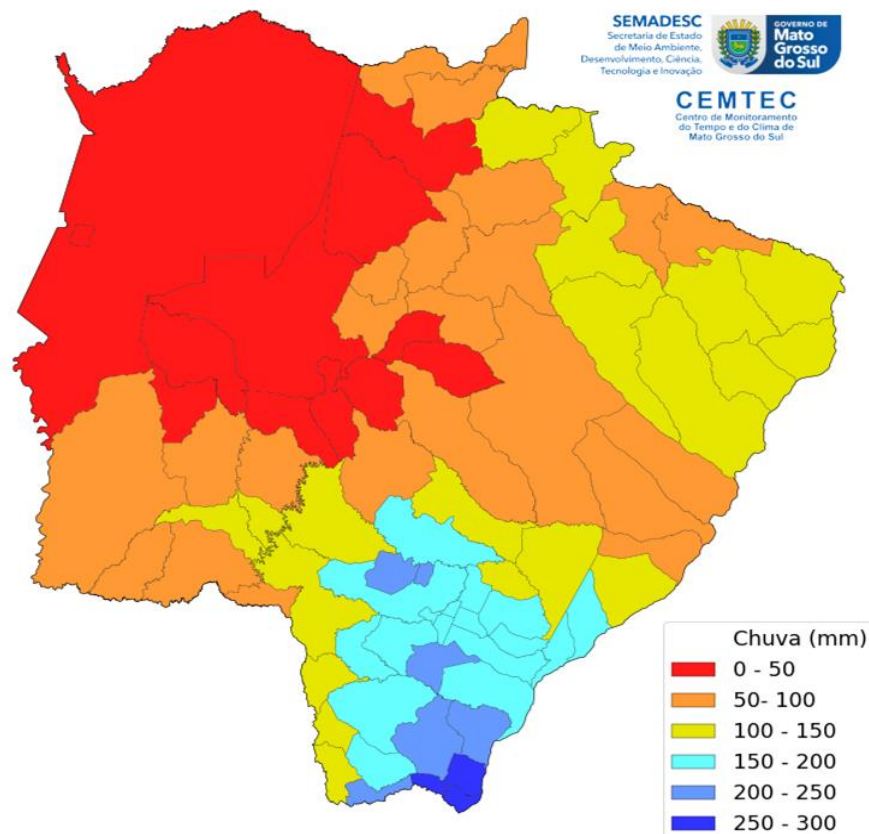 SEMADESC
Secretaria de Estado
de Meio Ambiente,
Desenvolvimento, Ciência,
Tecnologia e Inovação
GOVERNO DE
Mato
Grosso
do Sul
CEMTEC
Centro de Monitoramento
do Tempo e do Clima de
Mato Grosso do Sul
Chuva (mm)
0 - 50
50- 100
100 - 150
150 - 200
200 - 250
250 - 300